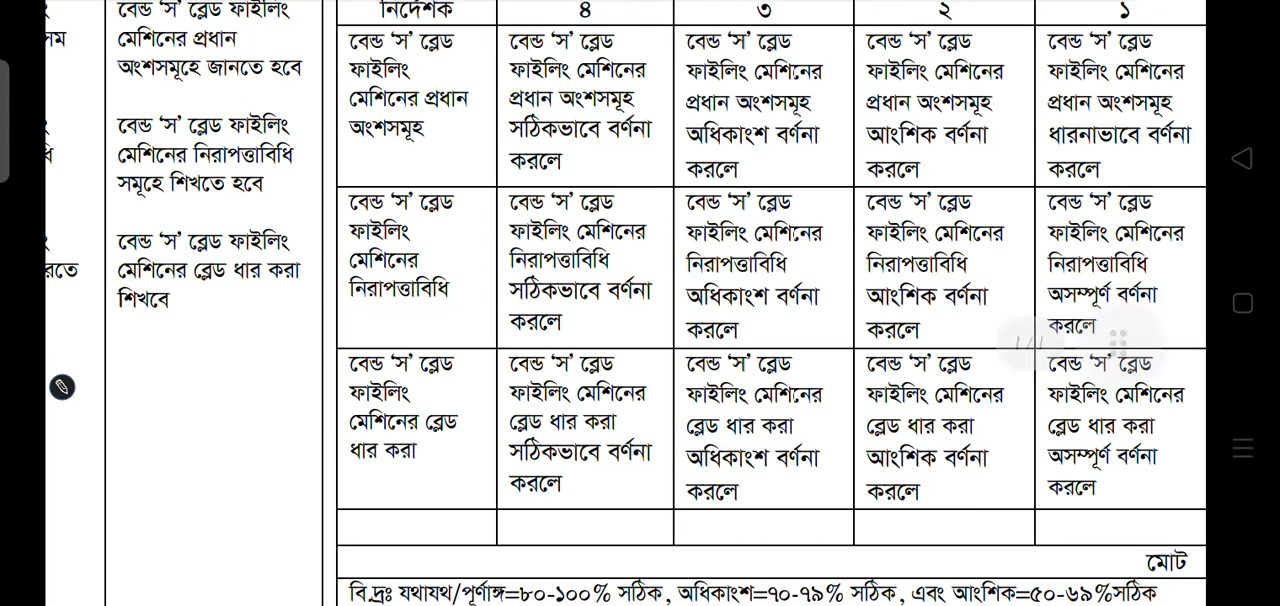 বেন্ড ‘স’ ব্লেড ফাইলিং
মেশিনের প্রধান
অংশসমূহে জানতে হবে
বেন্ড ‘স’ ব্লেড ফাইলিং
মেশিনের নিরাপত্তাবিধি
সমূহে শিখতে হবে
বেন্ড ‘স’ ব্লেড ফাইলিং
মেশিনের ব্লেড ধার করা
শিখবে
নির্দেশক
৪
৩
২
১
বেন্ড ‘স’ ব্লেড
ফাইলিং
মেশিনের প্রধান
অংশসমূহ
বেন্ড ‘স’ ব্লেড
ফাইলিং মেশিনের
প্রধান অংশসমূহ
সঠিকভাবে বর্ণনা
করলে
বেন্ড ‘স’ ব্লেড
ফাইলিং মেশিনের
প্রধান অংশসমূহ
অধিকাংশ বর্ণনা
করলে
বেন্ড ‘স’ ব্লেড
ফাইলিং মেশিনের
প্রধান অংশসমূহ
আংশিক বর্ণনা
করলে
বেন্ড ‘স’ ব্লেড
ফাইলিং মেশিনের
প্রধান অংশসমূহ
ধারনাভাবে বর্ণনা
করলে
বেন্ড ‘স’ ব্লেড
ফাইলিং
মেশিনের
নিরাপত্তাবিধি
বেন্ড ‘স’ ব্লেড
ফাইলিং মেশিনের
নিরাপত্তাবিধি
সঠিকভাবে বর্ণনা
করলে
বেন্ড ‘স’ ব্লেড
ফাইলিং মেশিনের
নিরাপত্তাবিধি
অধিকাংশ বর্ণনা
করলে
বেন্ড ‘স’ ব্লেড
ফাইলিং মেশিনের
নিরাপত্তাবিধি
আংশিক বর্ণনা
করলে
বেন্ড ‘স’ ব্লেড
ফাইলিং মেশিনের
নিরাপত্তাবিধি
অসম্পূর্ণ বর্ণনা
করলে
1/1
বেন্ড ‘স’ ব্লেড
ফাইলিং
মেশিনের ব্লেড
ধার করা
বেন্ড ‘স’ ব্লেড
ফাইলিং মেশিনের
ব্লেড ধার করা
সঠিকভাবে বর্ণনা
করলে
বেন্ড ‘স’ ব্লেড
ফাইলিং মেশিনের
ব্লেড ধার করা
অধিকাংশ বর্ণনা
করলে
বেন্ড ‘স’ ব্লেড
ফাইলিং মেশিনের
ব্লেড ধার করা
আংশিক বর্ণনা
করলে
বেন্ড ‘স’ ব্লেড
ফাইলিং মেশিনের
ব্লেড ধার করা
অসম্পূর্ণ বর্ণনা
করলে
মোট
বি.দ্রঃ যথাযথ/পূর্ণাঙ্গ=৮০-১০০% সঠিক, অধিকাংশ=৭০-৭৯% সঠিক, এবং আংশিক=৫০-৬৯%সঠিক